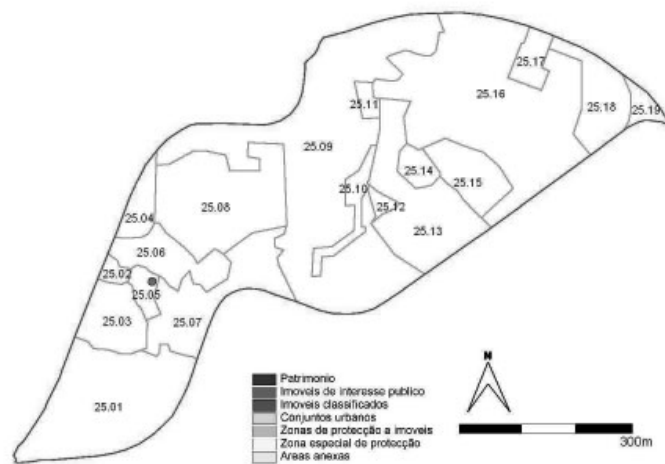 25.17
25.16
25.18
25.19
25.11
25.09
25.14
25.15
25.10
25.12
25.13
25.08
25.04
25.06
25.02
25.05
25.03
25.07
25.01
N
Patrimonio
Imoveis de interesse publico
Imoveis classificados
Conjuntos urbanos
Zonas de protecção a imoveis
Zona especial de protecção
Areas anexas
300m